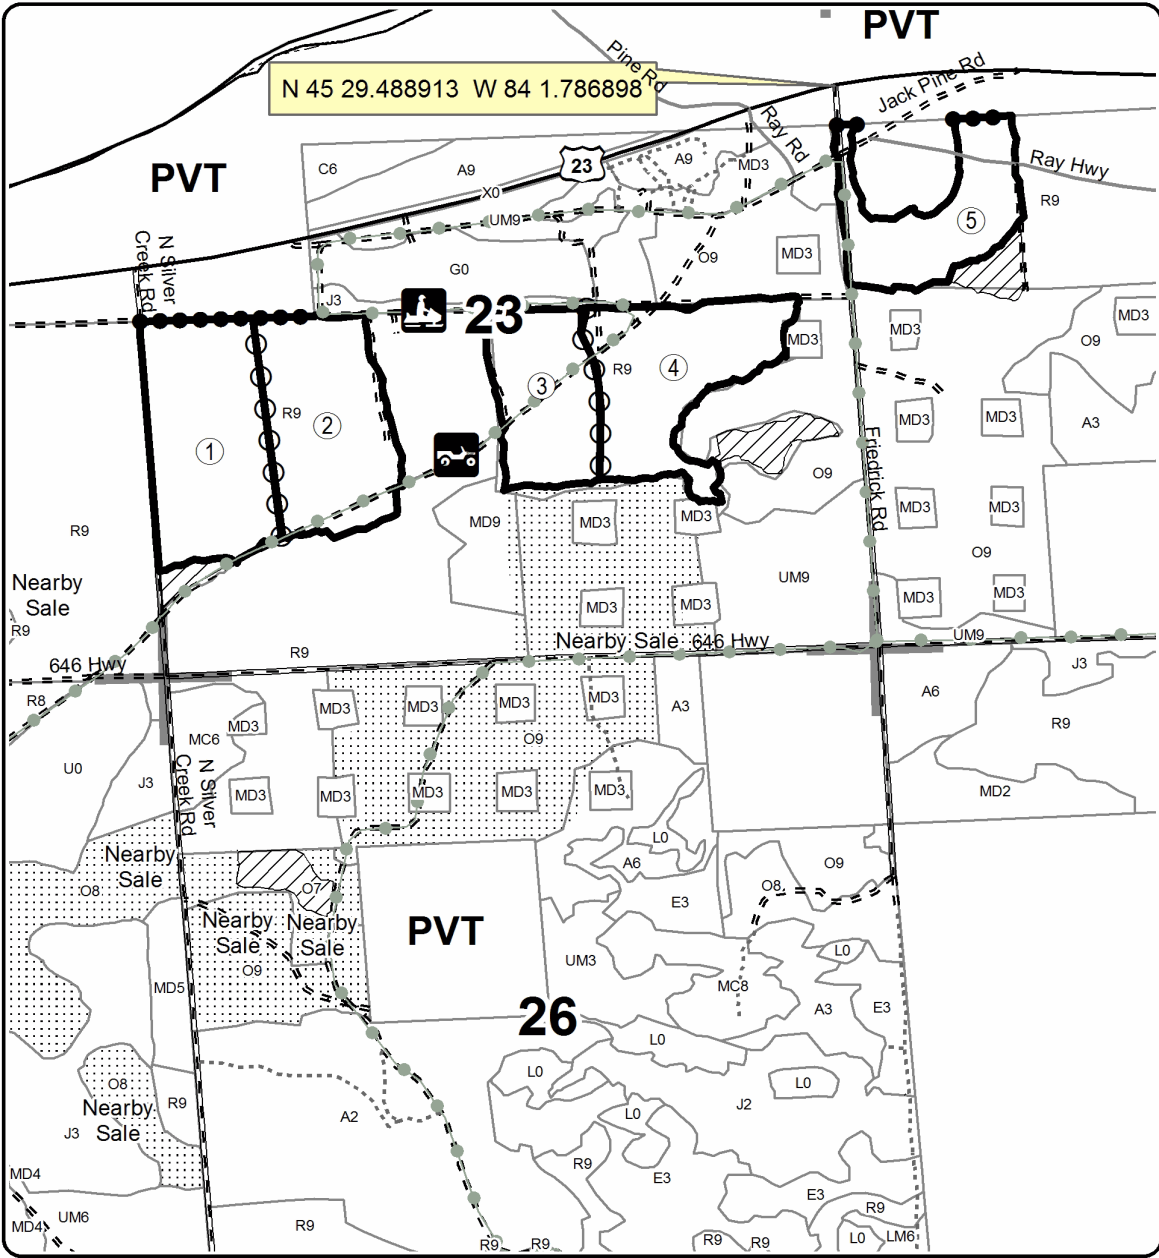 PVT
Pine Rd
N 45 29.488913 W 84 1.786898
Jack Pine Rd
Ray Rd
PVT
C6
A9
23
A9
MD3
Ray Hwy
R9
X0
UM9
5
N Silver
Creek Rd
G0
O9
MD3
J3
23
MD3
MD3
MD3
O9
R9
4
3
R9
2
1
MD3
MD3
A3
Friedrick Rd
O9
R9
MD9
MD3
MD3
MD3
MD3
O9
Nearby
Sale
UM9
MD3
MD3
MD3
MD3
R9
Nearby Sale
646 Hwy
UM9
646 Hwy
R9
J3
R8
MD3
MD3
MD3
MD3
MD3
A3
A6
R9
MC6
O9
U0
J3
N Silver
Creek Rd
MD3
MD3
MD3
MD3
MD3
MD2
L0
Nearby
Sale
A6
O9
O8
O7
O8
E3
Nearby
Sale
Nearby
Sale
PVT
O9
UM3
L0
MD5
MC8
A3
E3
26
L0
O8
L0
L0
R9
Nearby
Sale
A2
L0
J2
J3
R9
E3
MD4
E3
R9
MD4
UM6
R9
R9
R9
R9
R9
L0
LM6